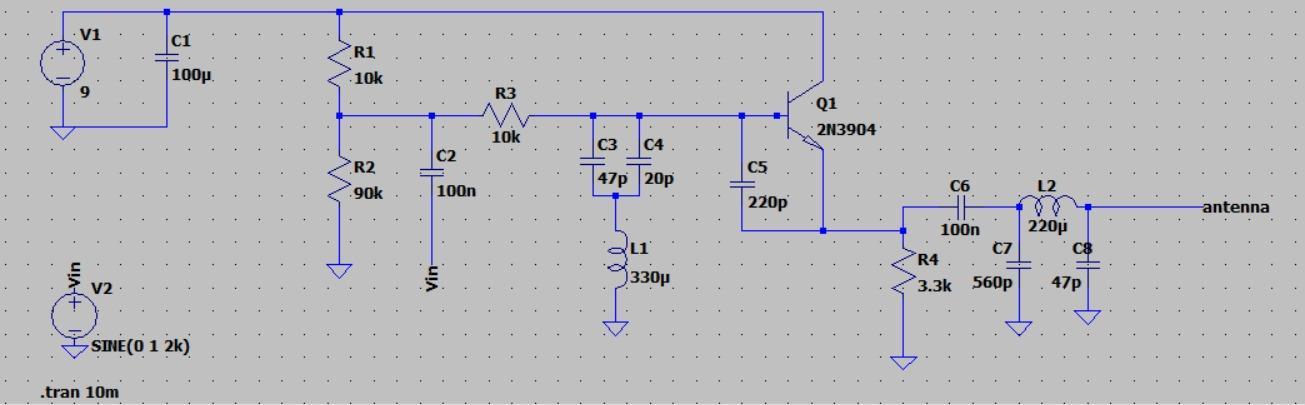 V1
9
C1
100µ
R1
10k
R2
90k
C2
100n
Vin
R3
10k
C3
47p
C4
20p
L1
330µ
C5
220p
Q1
2N3904
R4
3.3k
C6
100n
L2
220µ
C7
560p
C8
47p
antenna
Vin
V2
SINE(0 1 2k)
.tran 10m